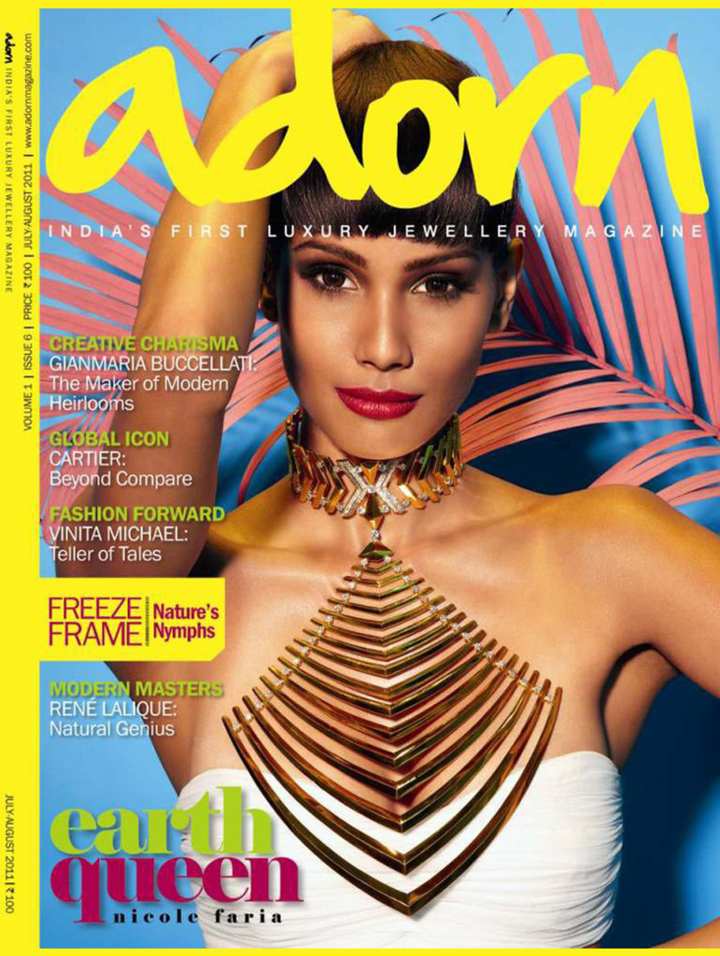 adorn
INDIA'S FIRST LUXURY JEWELLERY MAGAZINE
CREATIVE CHARISMA
GIANMARIA BUCCELLATI:
The Maker of Modern
Heirlooms
GLOBAL ICON
CARTIER:
Beyond Compare
FASHION FORWARD
VINITA MICHAEL:
Teller of Tales
FREEZE
FRAME
Nature's
Nymphs
MODERN MASTERS
RENÉ LALIQUE:
Natural Genius
earth
queen
nicole faria
adorn INDIA'S FIRST LUXURY JEWELLERY MAGAZINE
VOLUME 1 | ISSUE 6 | PRICE ₹ 100 | JULY-AUGUST 2011 | www.adornmagazine.com
JULY-AUGUST 2011 | ₹ 100